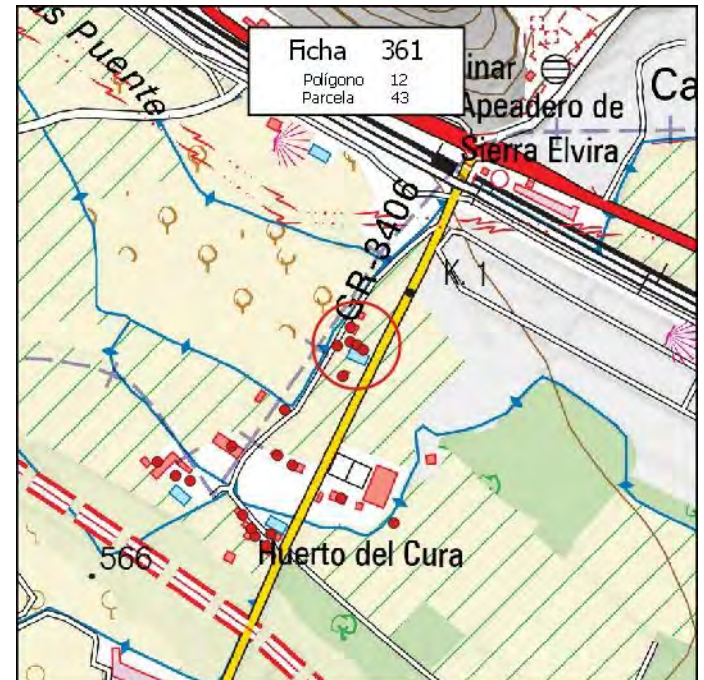 Ficha 361
Polígono 12
Parcela 43
Puente
inar
Apeadero de
Sierra Elvira
Ca
GR-3406
K. 1
566
Huerto del Cura